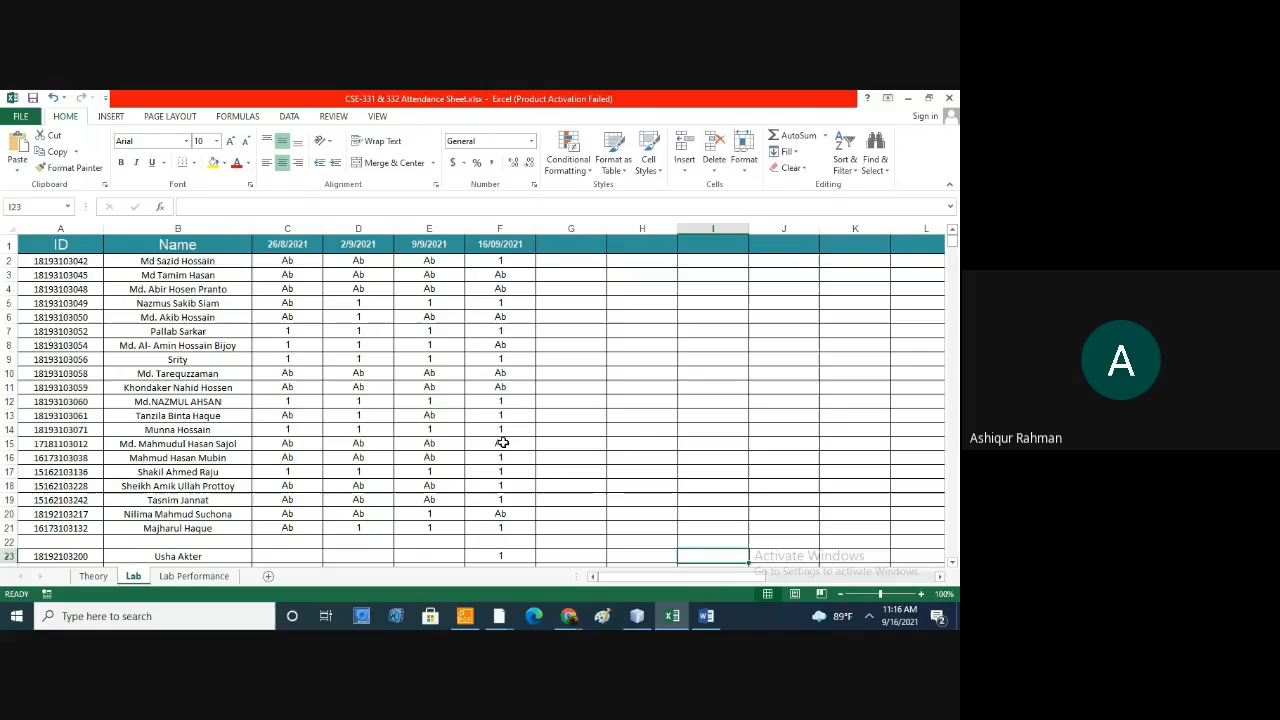 CSE-331 & 332 Attendance Sheet.xlsx - Excel (Product Activation Failed)
FILE HOME INSERT PAGE LAYOUT FORMULAS DATA REVIEW VIEW Sign in
Cut
Copy
Format Painter
Paste
Clipboard
Arial 10
B I U
Font
Wrap Text
Merge & Center
Alignment
General
$ % ,
Number
Conditional Formatting
Format as Table
Cell Styles
Styles
Insert Delete Format
Cells
AutoSum
Fill
Clear
Sort & Filter
Find & Select
Editing
I23
A B C D E F G H I J K L
1 ID Name 26/8/2021 2/9/2021 9/9/2021 16/09/2021
2 18193103042 Md Sazid Hossain Ab Ab Ab 1
3 18193103045 Md Tamim Hasan Ab Ab Ab Ab
4 18193103048 Md. Abir Hosen Pranto Ab Ab Ab Ab
5 18193103049 Nazmus Sakib Siam Ab 1 1 1
6 18193103050 Md. Akib Hossain Ab 1 Ab Ab
7 18193103052 Pallab Sarkar 1 1 1 1
8 18193103054 Md. Al- Amin Hossain Bijoy 1 1 1 Ab
9 18193103056 Srity 1 1 1 1
10 18193103058 Md. Tarequzzaman Ab Ab Ab Ab
11 18193103059 Khondaker Nahid Hossen Ab Ab Ab Ab
12 18193103060 Md.NAZMUL AHSAN 1 1 1 1
13 18193103061 Tanzila Binta Haque Ab 1 Ab 1
14 18193103071 Munna Hossain 1 1 1 1
15 17181103012 Md. Mahmudul Hasan Sajol Ab Ab Ab
16 16173103038 Mahmud Hasan Mubin Ab Ab Ab 1
17 15162103136 Shakil Ahmed Raju 1 1 1 1
18 15162103228 Sheikh Amik Ullah Prottoy Ab Ab Ab 1
19 15162103242 Tasnim Jannat Ab Ab Ab 1
20 18192103217 Nilima Mahmud Suchona Ab Ab 1 Ab
21 16173103132 Majharul Haque Ab 1 1 1
22
23 18192103200 Usha Akter 1
Activate Windows
Go to Settings to activate Windows.
Theory Lab Lab Performance
READY 100%
Type here to search
89°F
11:16 AM
9/16/2021
2
A
Ashiqur Rahman